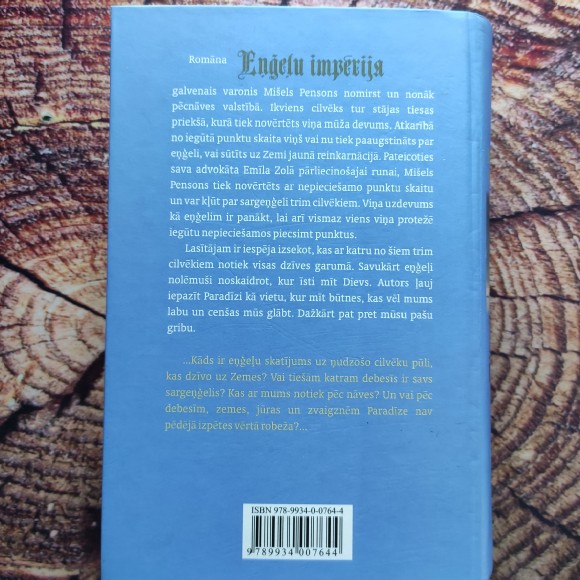 Romāna Eņģeļu impērija
galvenais varonis Mišels Pensons nomirst un nonāk
pēcnāves valstībā. Ikviens cilvēks tur stājas tiesas
priekšā, kurā tiek novērtēts viņa mūža devums. Atkarībā
no iegūtā punktu skaita viņš vai nu tiek paaugstināts par
eņģeli, vai sūtīts uz Zemi jaunā reinkarnācijā. Pateicoties
sava advokāta Emīla Zolā pārliecinošajai runai, Mišels
Pensons tiek novērtēts ar nepieciešamo punktu skaitu
un var kļūt par sargeņģeli trim cilvēkiem. Viņa uzdevums
kā eņģelim ir panākt, lai arī vismaz viens viņa protežē
iegūtu nepieciešamos piecsimt punktus.
Lasītājam ir iespēja izsekot, kas ar katru no šiem trim
cilvēkiem notiek visas dzīves garumā. Savukārt eņģeļi
nolēmuši noskaidrot, kur īsti mīt Dievs. Autors ļauj
iepazīt Paradīzi kā vietu, kur mīt būtnes, kas vēl mums
labu un cenšas mūs glābt. Dažkārt pat pret mūsu pašu
gribu.
...Kāds ir eņģeļu skatījums uz ņudzošo cilvēku pūli,
kas dzīvo uz Zemes? Vai tiešām katram debesīs ir savs
sargeņģelis? Kas ar mums notiek pēc nāves? Un vai pēc
debesīm, zemes, jūras un zvaigznēm Paradīze nav
pēdējā izpētes vērtā robeža?...
ISBN 978-9934-0-0764-4
9 789934 007644